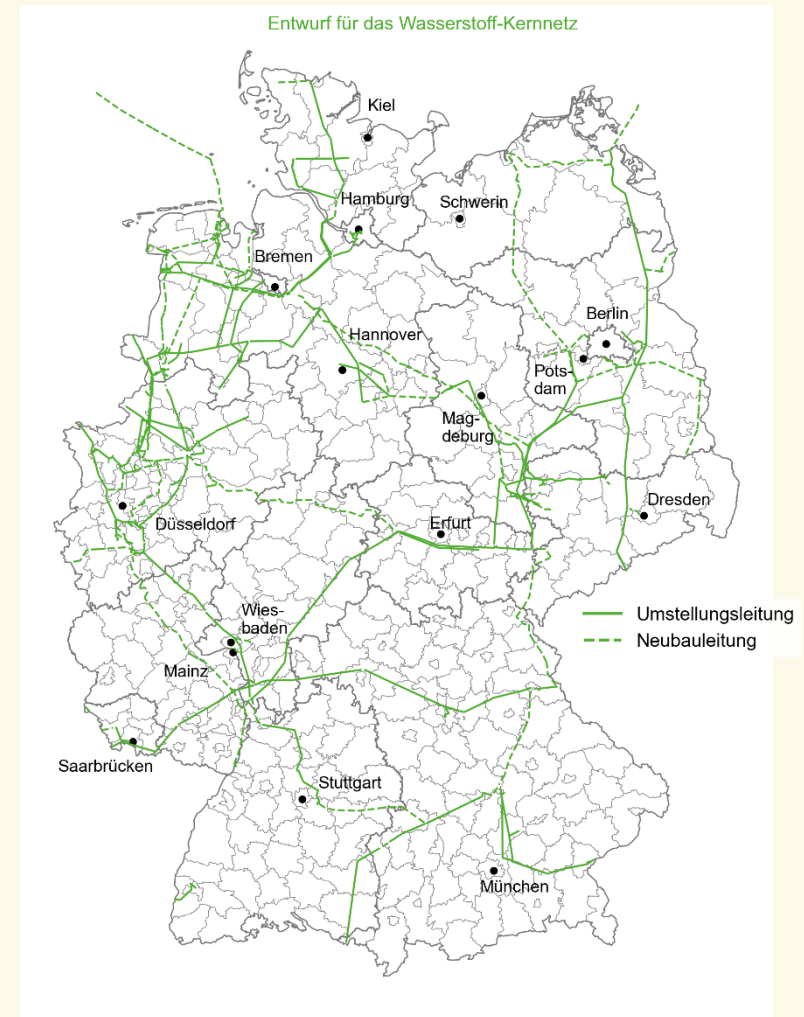 Entwurf für das Wasserstoff-Kernnetz
Kiel
Hamburg
Schwerin
Bremen
Berlin
Hannover
Pots-
dam
Mag-
deburg
Dresden
Düsseldorf
Erfurt
Wies-
baden
Umstellungsleitung
Neubauleitung
Mainz
Saarbrücken
Stuttgart
München